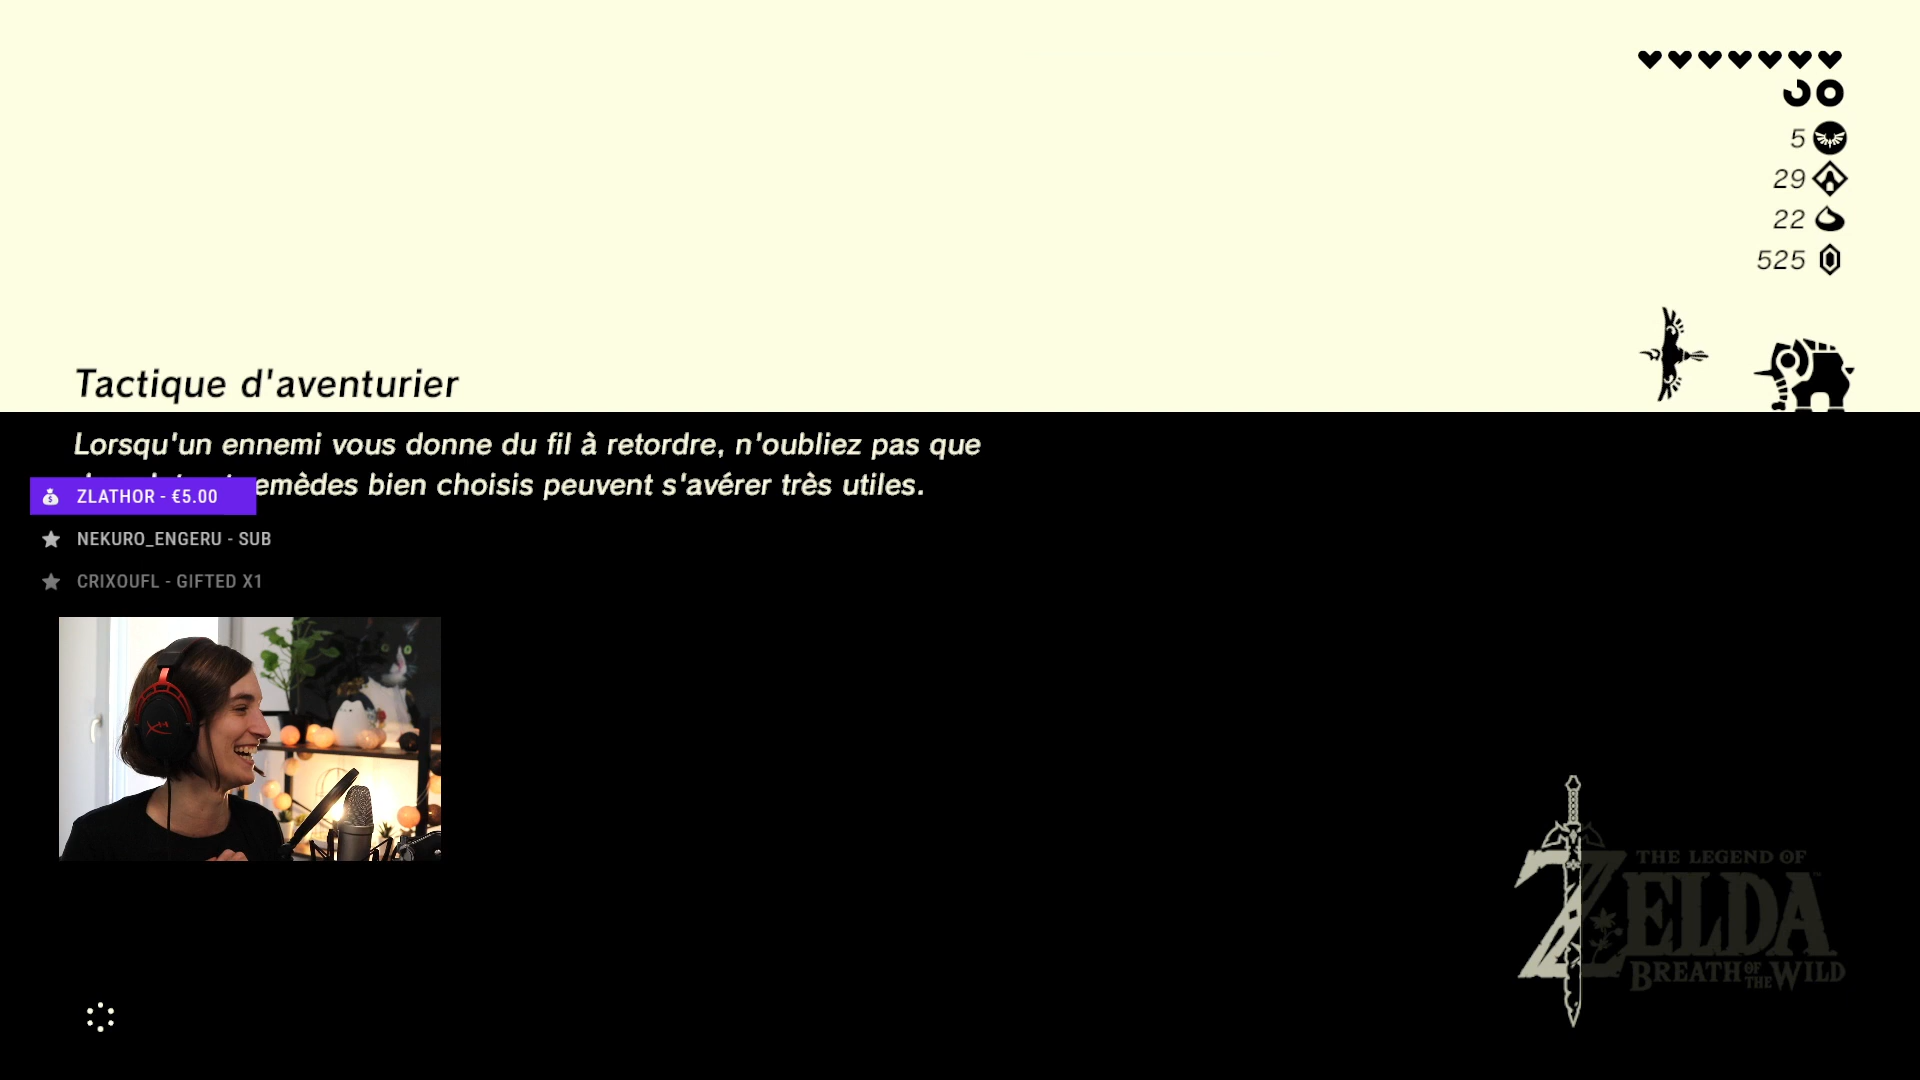 5
29
22
525
Tactique d'aventurier
Lorsqu'un ennemi vous donne du fil à retordre, n'oubliez pas que
bien choisis peuvent s'avérer très utiles.
ZLATHOR - €5.00
NEKURO_ENGERU - SUB
CRIXOUFL - GIFTED X1
THE LEGEND OF
ZELDA
BREATH OF THE WILD